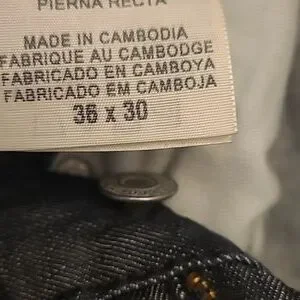 PIERNA RECTA
MADE IN CAMBODIA
FABRIQUE AU CAMBODGE
FABRICADO EN CAMBOYA
FABRICADO EM CAMBOJA
36 x 30